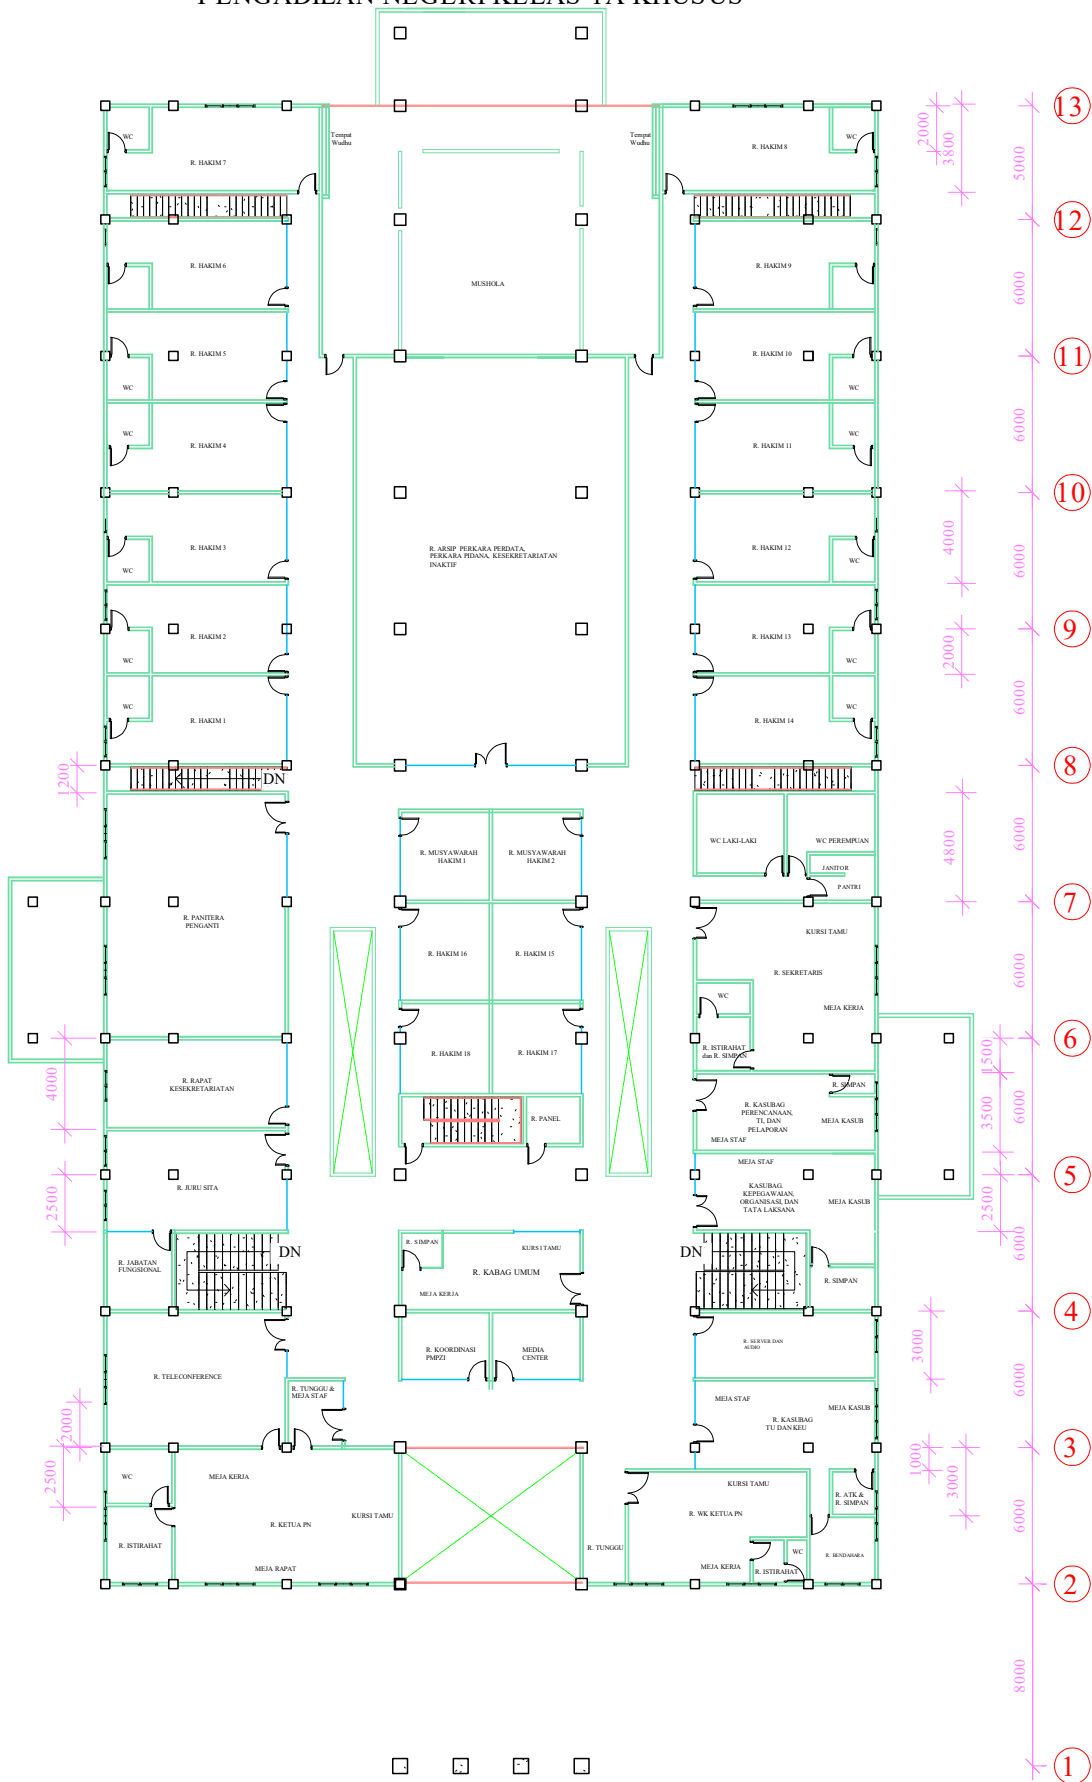 PENGADILAN NEGERI KELAS 1A KHUSUS
13
2000
3800
5000
WC
R. HAKIM 7
Tempat
Wudhu
Tempat
Wudhu
R. HAKIM 8
WC
12
R. HAKIM 6
MUSHOLA
R. HAKIM 9
6000
R. HAKIM 5
R. HAKIM 10
11
WC
WC
6000
WC
R. HAKIM 4
R. HAKIM 11
WC
10
R. HAKIM 3
WC
R. ARSIP PERKARA PERDATA,
PERKARA PIDANA, KESEKRETARIATAN
INAKTIF
R. HAKIM 12
WC
4000
6000
9
R. HAKIM 2
WC
R. HAKIM 13
WC
2000
6000
WC
R. HAKIM 1
R. HAKIM 14
WC
8
1200
DN
R. MUSYAWARAH
HAKIM 1
R. MUSYAWARAH
HAKIM 2
WC LAKI-LAKI
WC PEREMPUAN
JANITOR
PANTRI
4800
6000
7
R. PANITERA
PENGANTI
R. HAKIM 16
R. HAKIM 15
KURSI TAMU
R. SEKRETARIS
WC
MEJA KERJA
6000
6
R. HAKIM 18
R. HAKIM 17
R. ISTIRAHAT
dan R. SIMPAN
1500
4000
R. RAPAT
KESEKRETARIATAN
R. SIMPAN
R. KASUBAG
PERENCANAAN,
TI, DAN
PELAPORAN
MEJA KASUB
MEJA STAF
3500
6000
R. PANEL
5
R. JURU SITA
MEJA STAF
KASUBAG.
KEPEGAWAIAN,
ORGANISASI, DAN
TATA LAKSANA
MEJA KASUB
2500
2500
6000
R. JABATAN
FUNGSIONAL
DN
R. SIMPAN
KURSI TAMU
R. KABAG UMUM
MEJA KERJA
DN
R. SIMPAN
4
R. KOORDINASI
PMPZI
MEDIA
CENTER
R. SERVER DAN
AUDIO
3000
6000
R. TELECONFERENCE
R. TUNGGU &
MEJA STAF
MEJA STAF
MEJA KASUB
R. KASUBAG
TU DAN KEU
2000
3
1000
WC
MEJA KERJA
KURSI TAMU
R. ATK &
R. SIMPAN
3000
2500
R. KETUA PN
KURSI TAMU
R. WK KETUA PN
6000
R. ISTIRAHAT
MEJA RAPAT
R. TUNGGU
MEJA KERJA
WC
R. ISTIRAHAT
R. BENDAHARA
2
8000
1